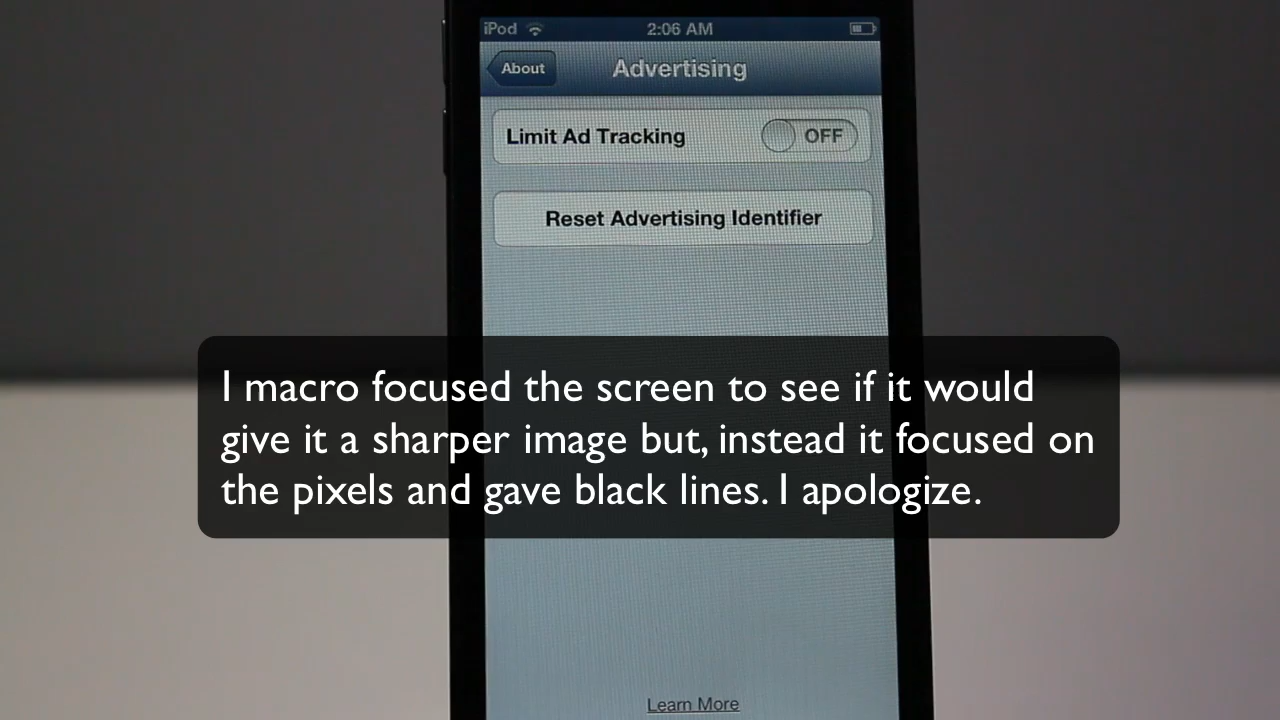 iPod 2:06 AM
About Advertising
Limit Ad Tracking OFF
Reset Advertising Identifier
I macro focused the screen to see if it would
give it a sharper image but, instead it focused on
the pixels and gave black lines. I apologize.
Learn More